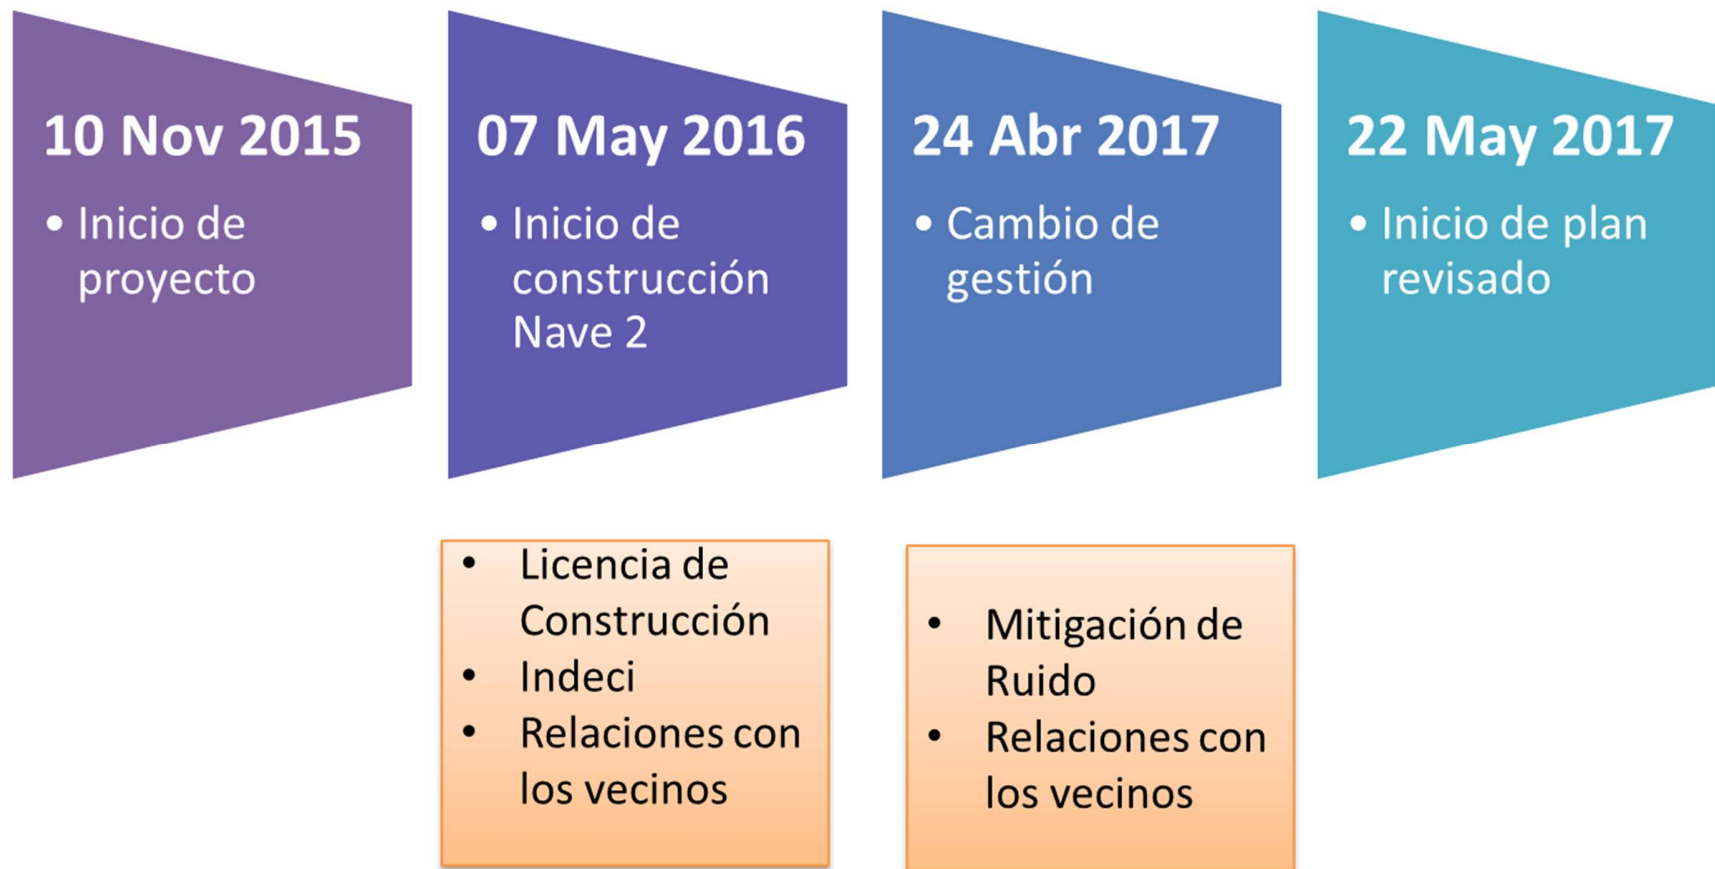 10 Nov 2015
• Inicio de
proyecto
07 May 2016
• Inicio de
construcción
Nave 2
24 Abr 2017
• Cambio de
gestión
22 May 2017
• Inicio de plan
revisado
• Licencia de
Construcción
• Indeci
• Relaciones con
los vecinos
• Mitigación de
Ruido
• Relaciones con
los vecinos